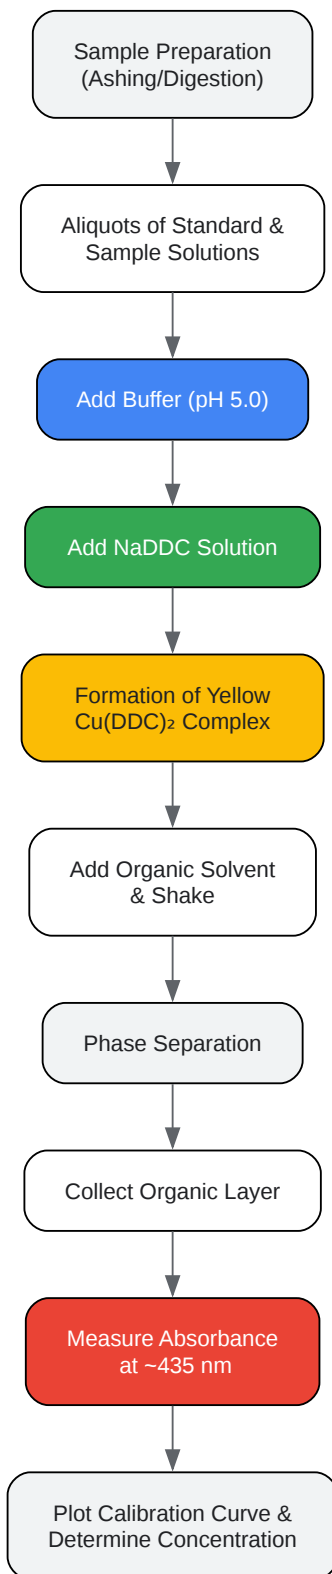 Sample Preparation
(Ashing/Digestion)
Aliquots of Standard &
Sample Solutions
Add Buffer (pH 5.0)
Add NaDDC Solution
Formation of Yellow
Cu(DDC)₂ Complex
Add Organic Solvent
& Shake
Phase Separation
Collect Organic Layer
Measure Absorbance
at ~435 nm
Plot Calibration Curve &
Determine Concentration